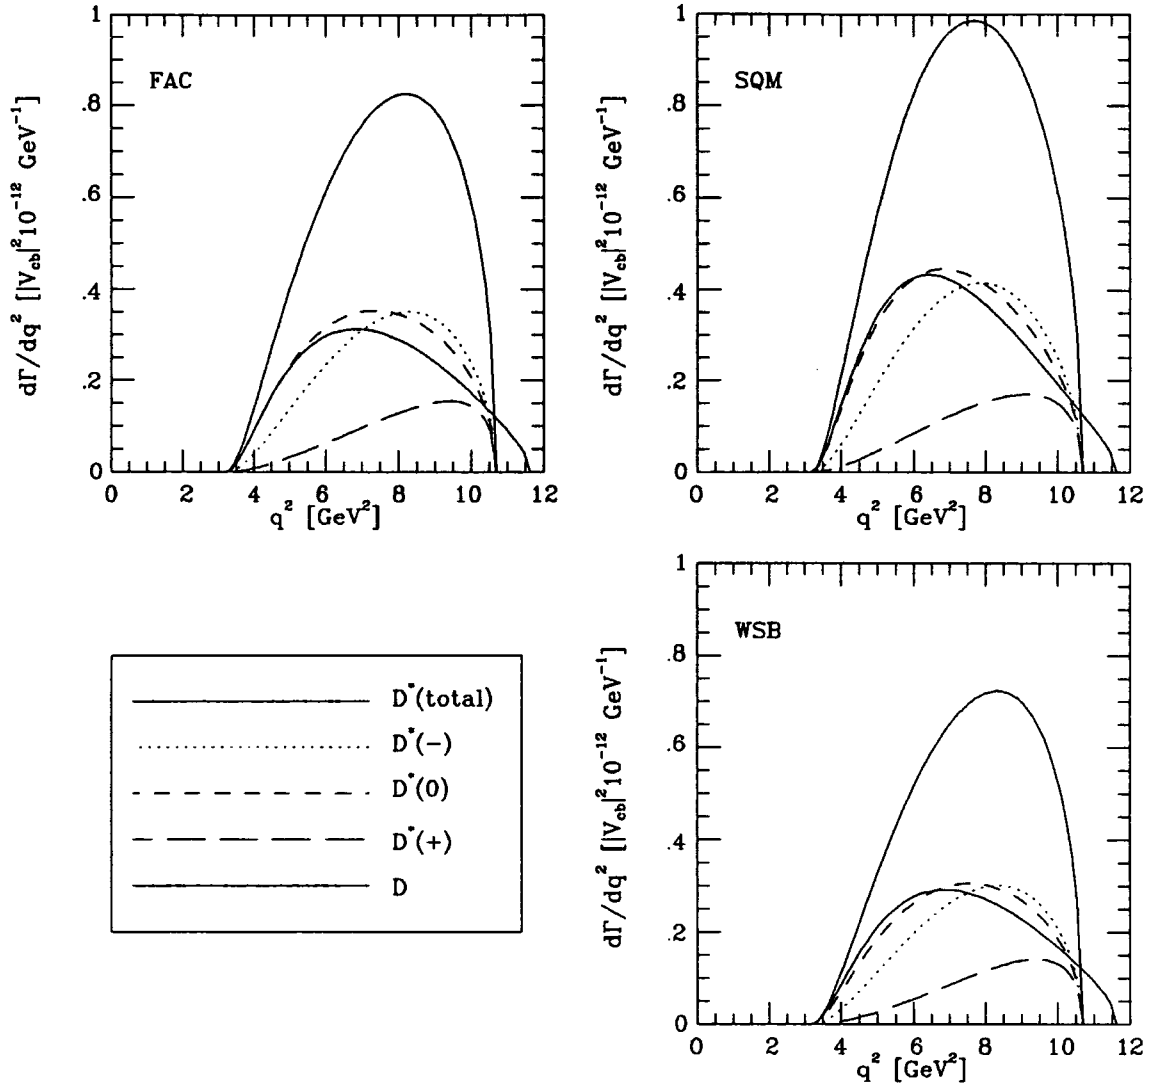 FAC
1
.8
.6
.4
.2
0
dΓ/dq² [|V_cb|² 10⁻¹² GeV⁻¹]
0 2 4 6 8 10 12
q² [GeV²]
SQM
1
.8
.6
.4
.2
0
dΓ/dq² [|V_cb|² 10⁻¹² GeV⁻¹]
0 2 4 6 8 10 12
q² [GeV²]
D*(total)
D*(−)
D*(0)
D*(+)
D
WSB
1
.8
.6
.4
.2
0
dΓ/dq² [|V_cb|² 10⁻¹² GeV⁻¹]
0 2 4 6 8 10 12
q² [GeV²]